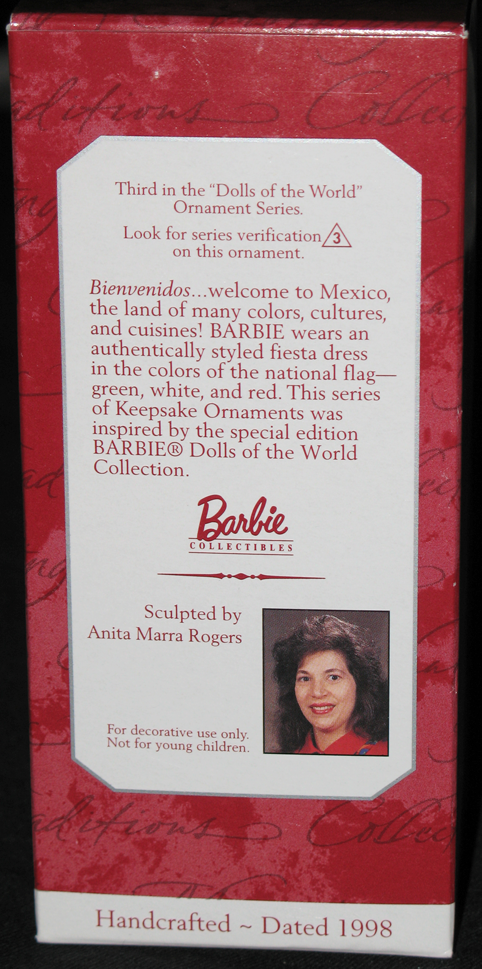 aditions Collec
Third in the "Dolls of the World"
Ornament Series.
Look for series verification 3
on this ornament.
Bienvenidos...welcome to Mexico,
the land of many colors, cultures,
and cuisines! BARBIE wears an
authentically styled fiesta dress
in the colors of the national flag—
green, white, and red. This series
of Keepsake Ornaments was
inspired by the special edition
BARBIE® Dolls of the World
Collection.
Barbie
COLLECTIBLES
Sculpted by
Anita Marra Rogers
For decorative use only.
Not for young children.
aditions Collec
Handcrafted ~ Dated 1998